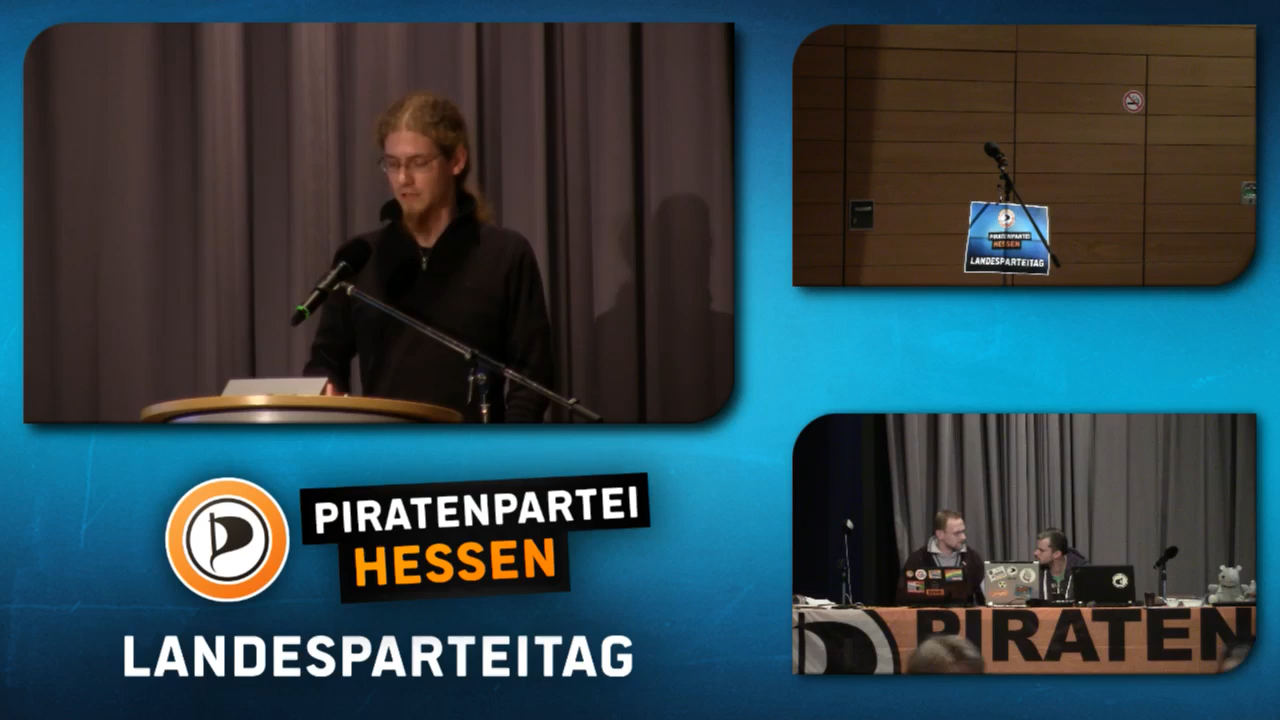 PIRATENPARTEI
HESSEN
LANDESPARTEITAG
PIRATENPARTEI
HESSEN
LANDESPARTEITAG
PIRATEN